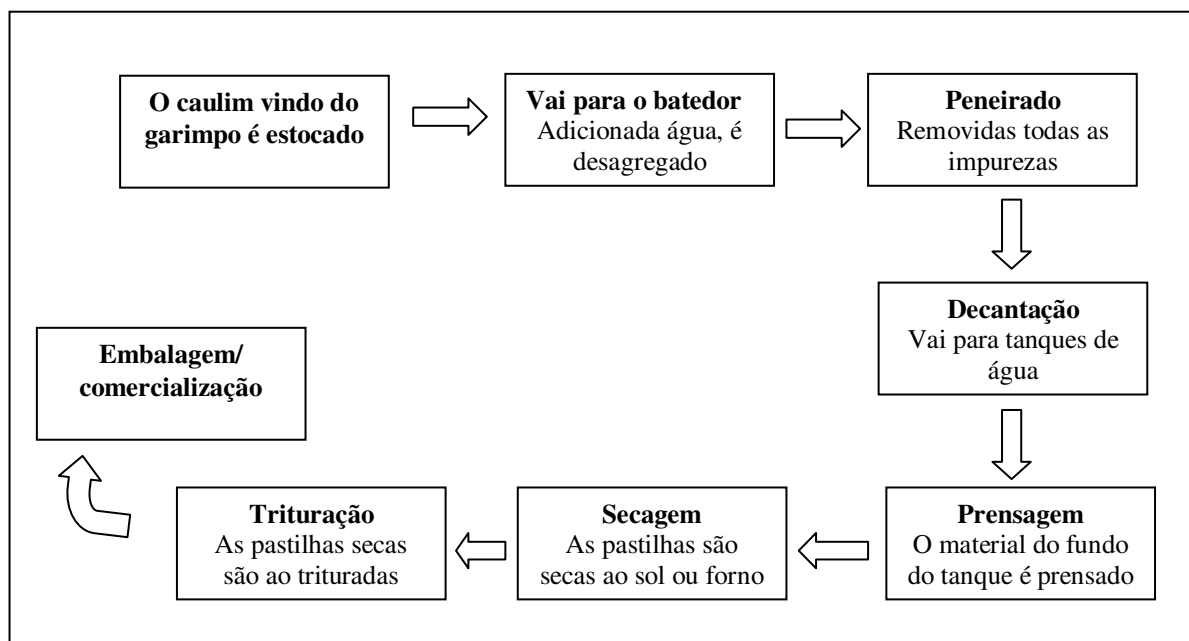 O caulim vindo do
garimpo é estocado
Vai para o batedor
Adicionada água, é
desagregado
Peneirado
Removidas todas as
impurezas
Decantação
Vai para tanques de
água
Prensagem
O material do fundo
do tanque é prensado
Secagem
As pastilhas são
secas ao sol ou forno
Trituração
As pastilhas secas
são ao trituradas
Embalagem/
comercialização